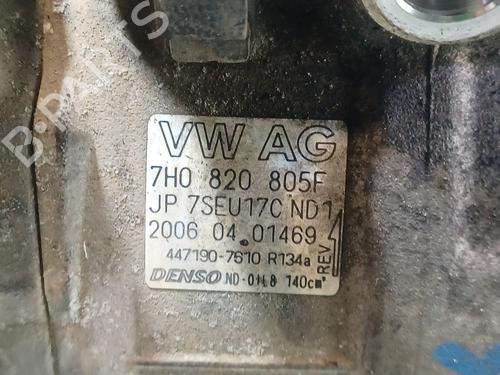 VW AG
7H0 820 805F
JP 7SEU17C ND1
2006 04.01469
447190-7610 R134a
DENSO ND-OIL8 140cm³
REV
B-PARTS